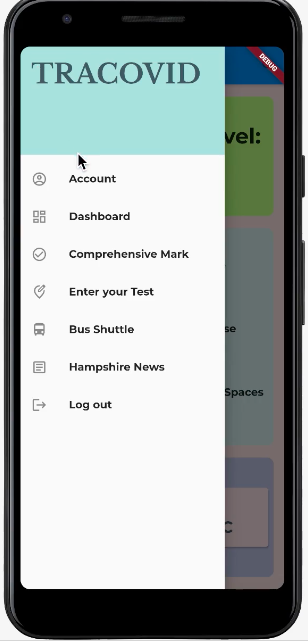 TRACOVID
DEBUG
vel:
Account
Dashboard
Comprehensive Mark
Enter your Test
Bus Shuttle
se
Hampshire News
Spaces
Log out
C